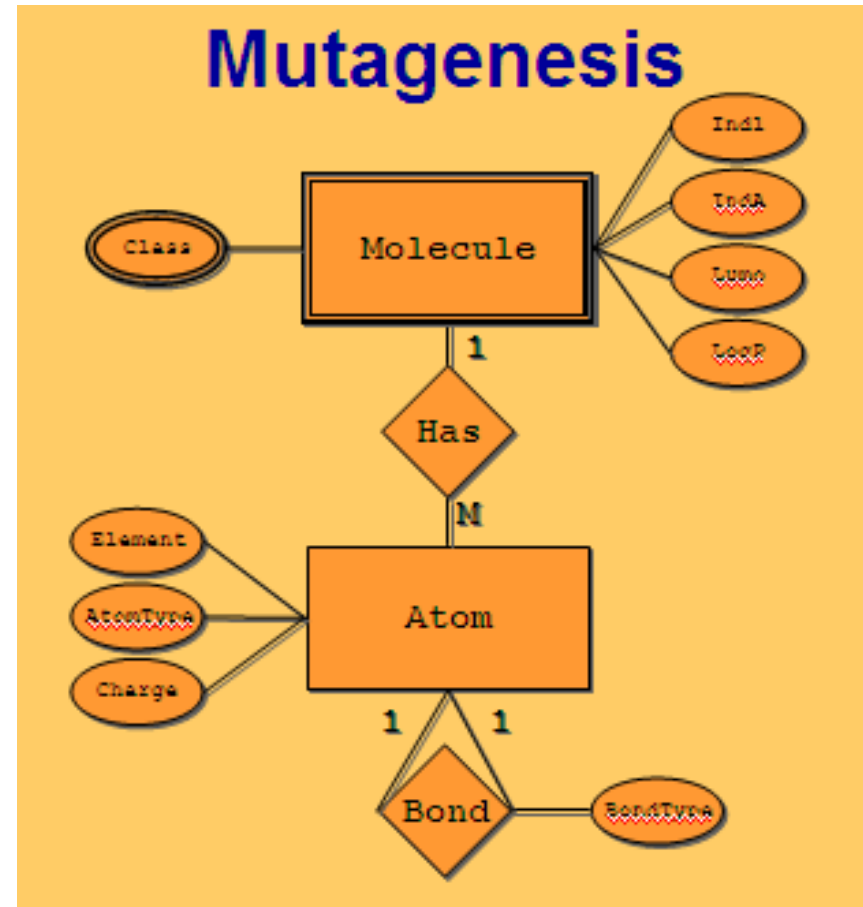 Mutagenesis
Ind1
IndA
Class
Molecule
Lumo
LogP
1
Has
M
Element
AtomType
Atom
Charge
1 1
Bond
BondType